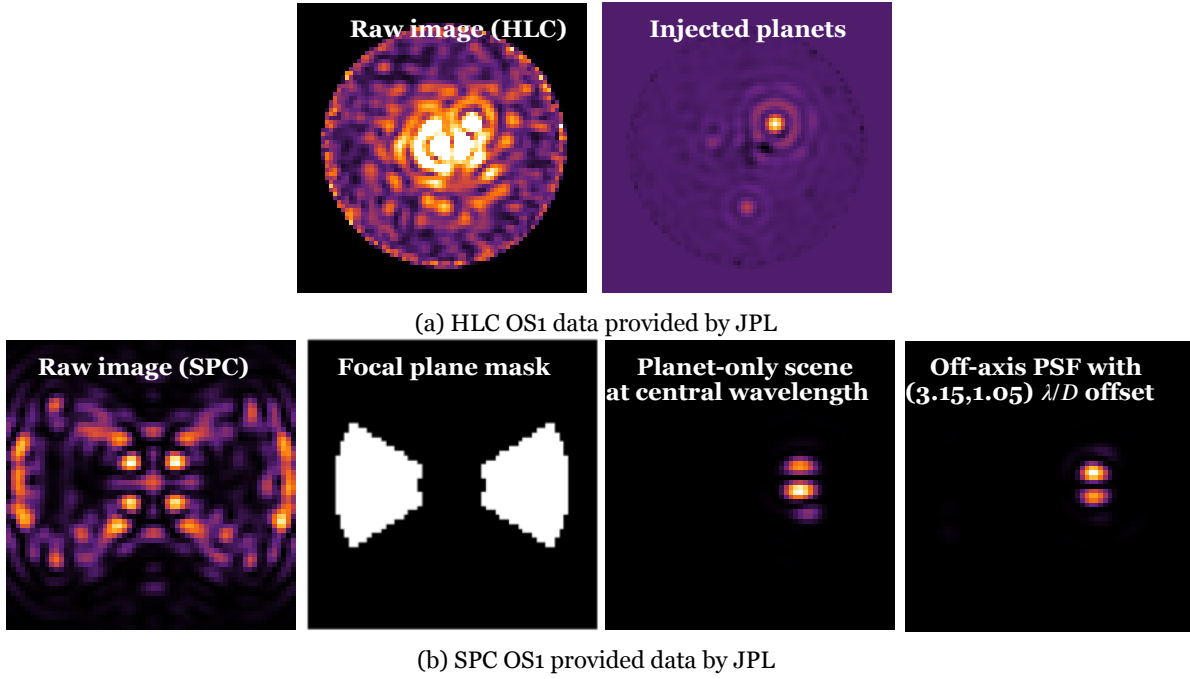 Raw image (HLC)
Injected planets
(a) HLC OS1 data provided by JPL
Raw image (SPC)
Focal plane mask
Planet-only scene
at central wavelength
Off-axis PSF with
(3.15,1.05) λ/D offset
(b) SPC OS1 provided data by JPL